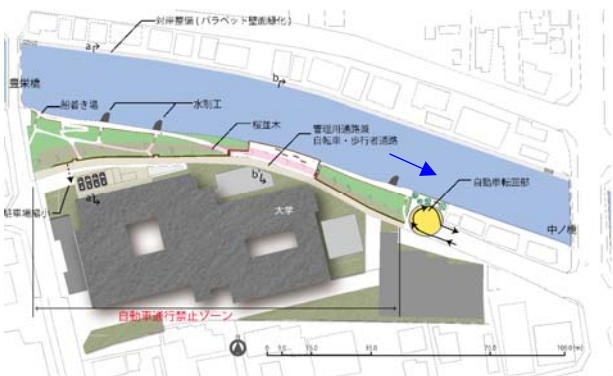 対岸整備(パラペット壁面緑化)
a
b
豊栄橋
船着き場
水制工
桜並木
管理用通路兼
自転車・歩行者通路
自動車転回部
駐車場縮小
a
b
大学
中ノ橋
自動車通行禁止ゾーン
0